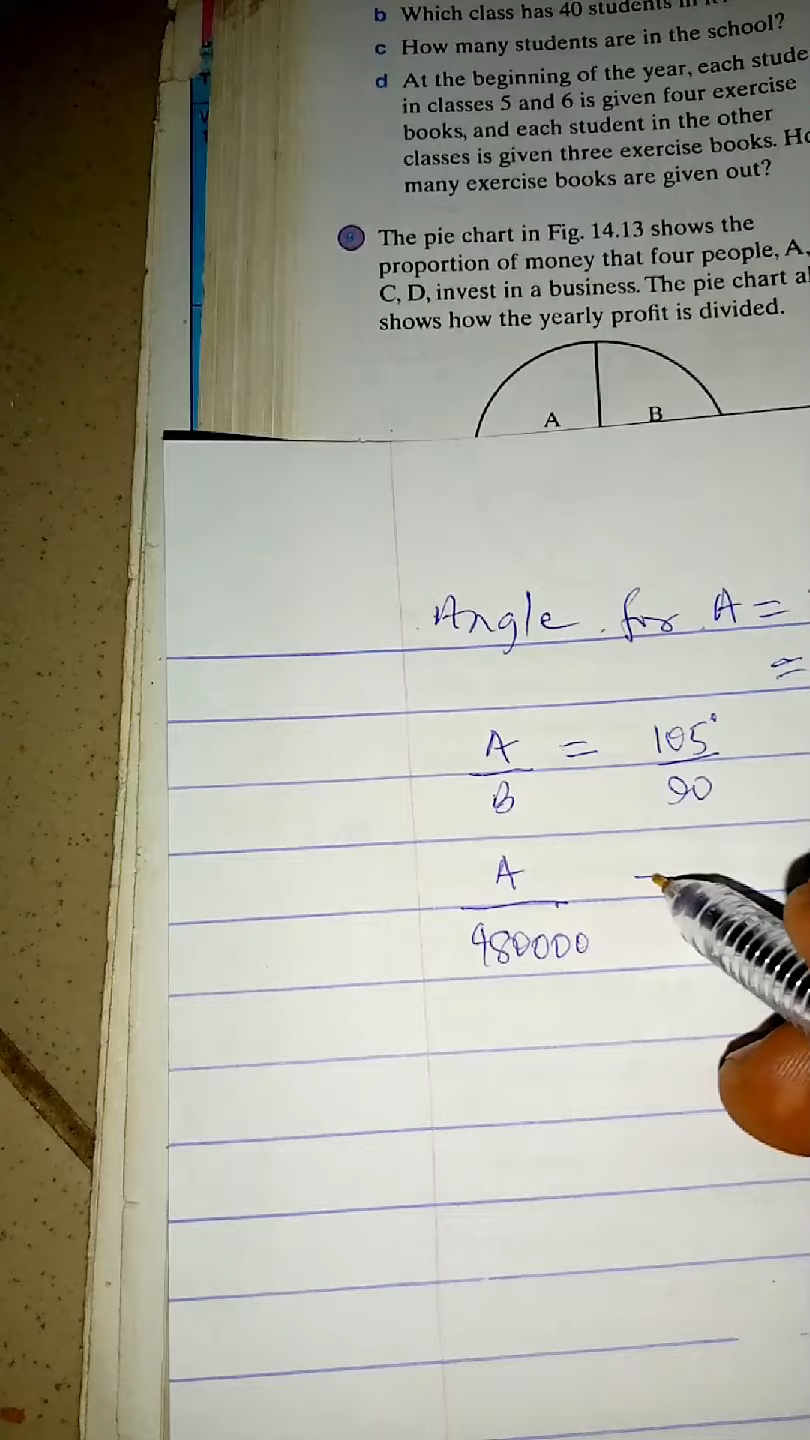 b Which class has 40 students in
c How many students are in the school?
d At the beginning of the year, each stude
in classes 5 and 6 is given four exercise
books, and each student in the other
classes is given three exercise books. Ho
many exercise books are given out?
The pie chart in Fig. 14.13 shows the
proportion of money that four people, A,
C, D, invest in a business. The pie chart al
shows how the yearly profit is divided.
A B
Angle for A =
=
A = 105°
B 90
A -
480000